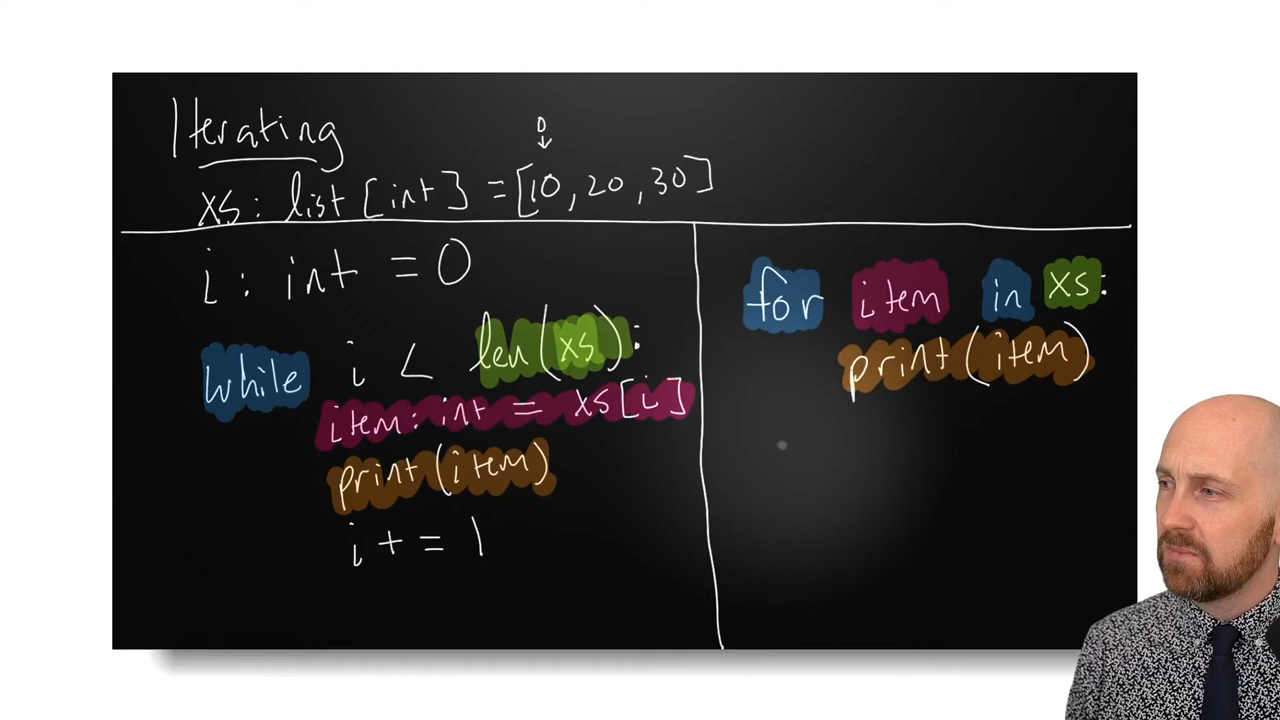 Iterating
0
xs: list[int] = [10, 20, 30]
i: int = 0
while i < len(xs):
item: int = xs[i]
print(item)
i += 1
for item in xs:
print(item)